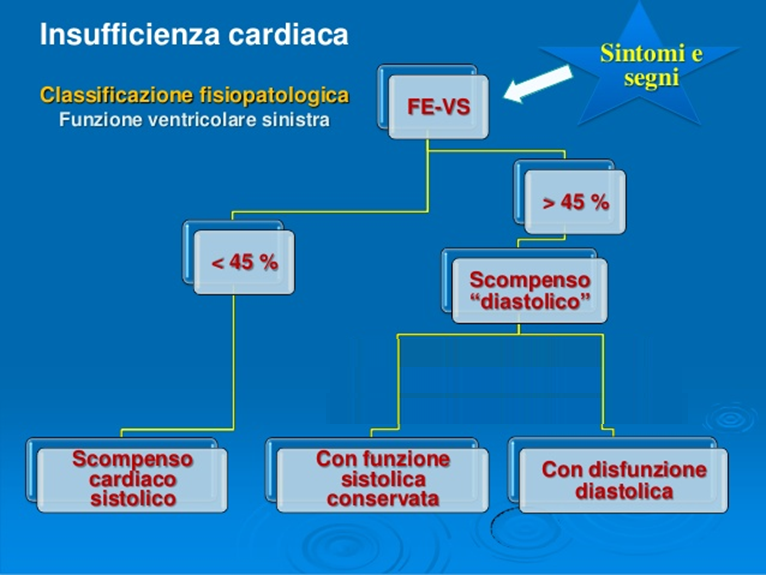 Insufficienza cardiaca
Sintomi e
segni
Classificazione fisiopatologica
Funzione ventricolare sinistra
FE-VS
> 45 %
< 45 %
Scompenso
“diastolico”
Scompenso
cardiaco
sistolico
Con funzione
sistolica
conservata
Con disfunzione
diastolica